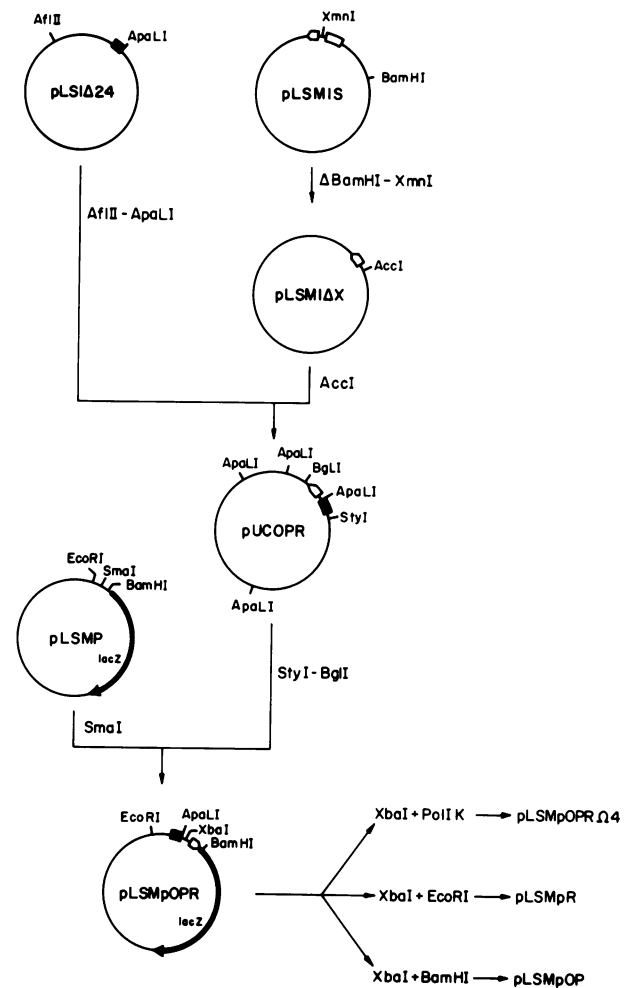 AflII
ApaLI
pLSIΔ24
XmnI
BamHI
pLSMIS
ΔBamHI-XmnI
AflII-ApaLI
AccI
pLSMIΔX
AccI
ApaLI
ApaLI
BglI
ApaLI
StyI
pUCOPR
ApaLI
EcoRI
SmaI
BamHI
pLSMP
lacZ
StyI-BglI
SmaI
EcoRI
ApaLI
XbaI
BamHI
pLSMpOPR
lacZ
XbaI+PolIK
pLSMpOPRΩ4
XbaI+EcoRI
pLSMpR
XbaI+BamHI
pLSMpOP